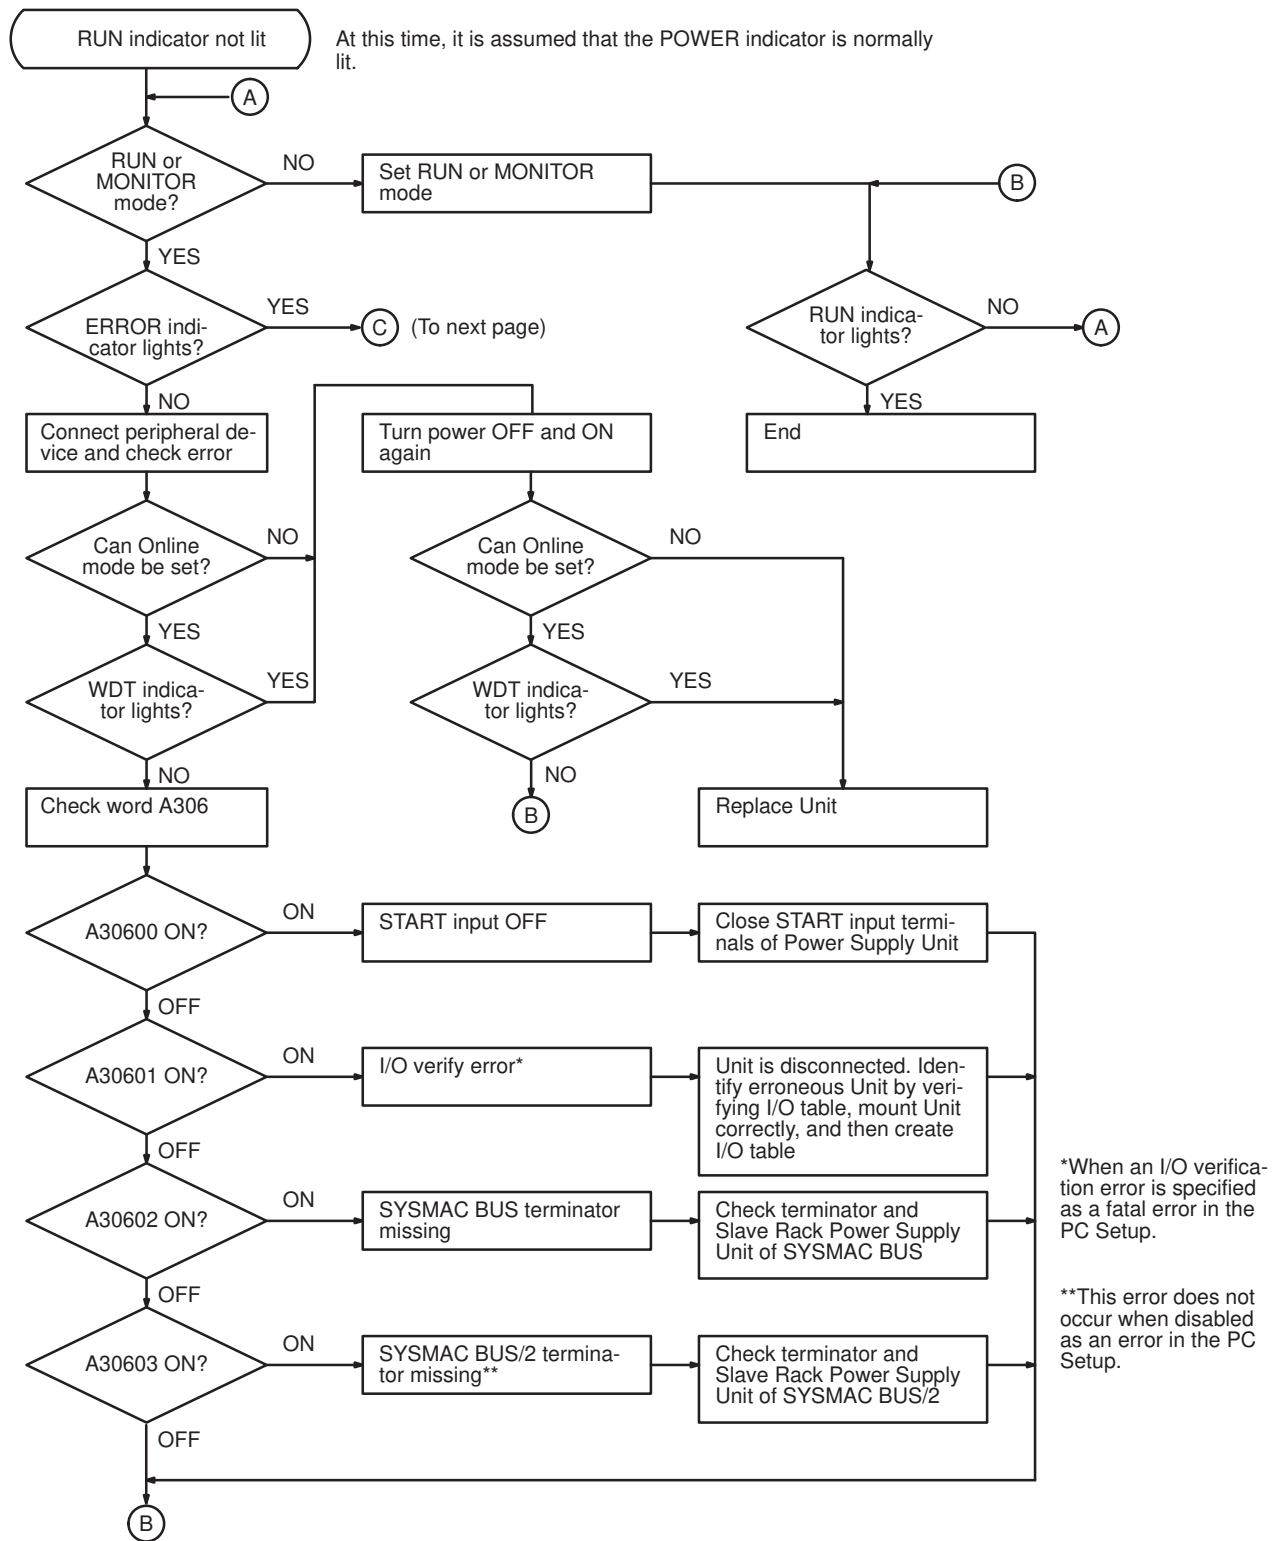 RUN indicator not lit
At this time, it is assumed that the POWER indicator is normally
lit.
A
RUN or
MONITOR
mode?
NO
Set RUN or MONITOR
mode
B
YES
ERROR indi-
cator lights?
YES
C
(To next page)
RUN indica-
tor lights?
NO
A
NO
YES
Connect peripheral de-
vice and check error
Turn power OFF and ON
again
End
Can Online
mode be set?
NO
Can Online
mode be set?
NO
YES
YES
WDT indica-
tor lights?
YES
WDT indica-
tor lights?
YES
NO
NO
Check word A306
B
Replace Unit
A30600 ON?
ON
START input OFF
Close START input termi-
nals of Power Supply Unit
OFF
A30601 ON?
ON
I/O verify error*
Unit is disconnected. Iden-
tify erroneous Unit by veri-
fying I/O table, mount Unit
correctly, and then create
I/O table
OFF
A30602 ON?
ON
SYSMAC BUS terminator
missing
Check terminator and
Slave Rack Power Supply
Unit of SYSMAC BUS
*When an I/O verifica-
tion error is specified
as a fatal error in the
PC Setup.
OFF
A30603 ON?
ON
SYSMAC BUS/2 termina-
tor missing**
Check terminator and
Slave Rack Power Supply
Unit of SYSMAC BUS/2
**This error does not
occur when disabled
as an error in the PC
Setup.
OFF
B